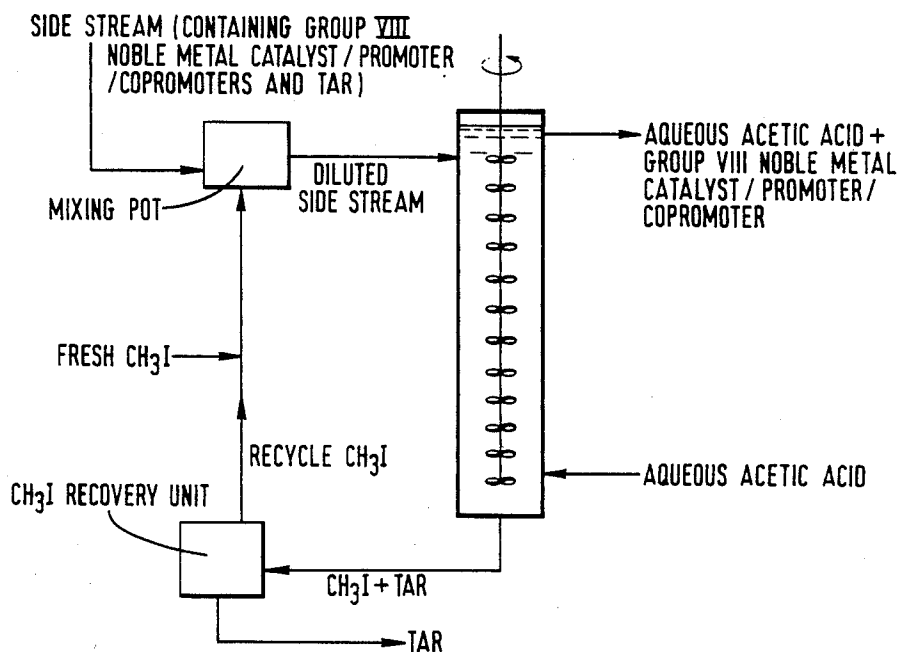 SIDE STREAM (CONTAINING GROUP VIII
NOBLE METAL CATALYST / PROMOTER
/COPROMOTERS AND TAR)
MIXING POT
DILUTED
SIDE STREAM
AQUEOUS ACETIC ACID +
GROUP VIII NOBLE METAL
CATALYST / PROMOTER /
COPROMOTER
FRESH CH3I
RECYCLE CH3I
AQUEOUS ACETIC ACID
CH3I RECOVERY UNIT
CH3I + TAR
TAR